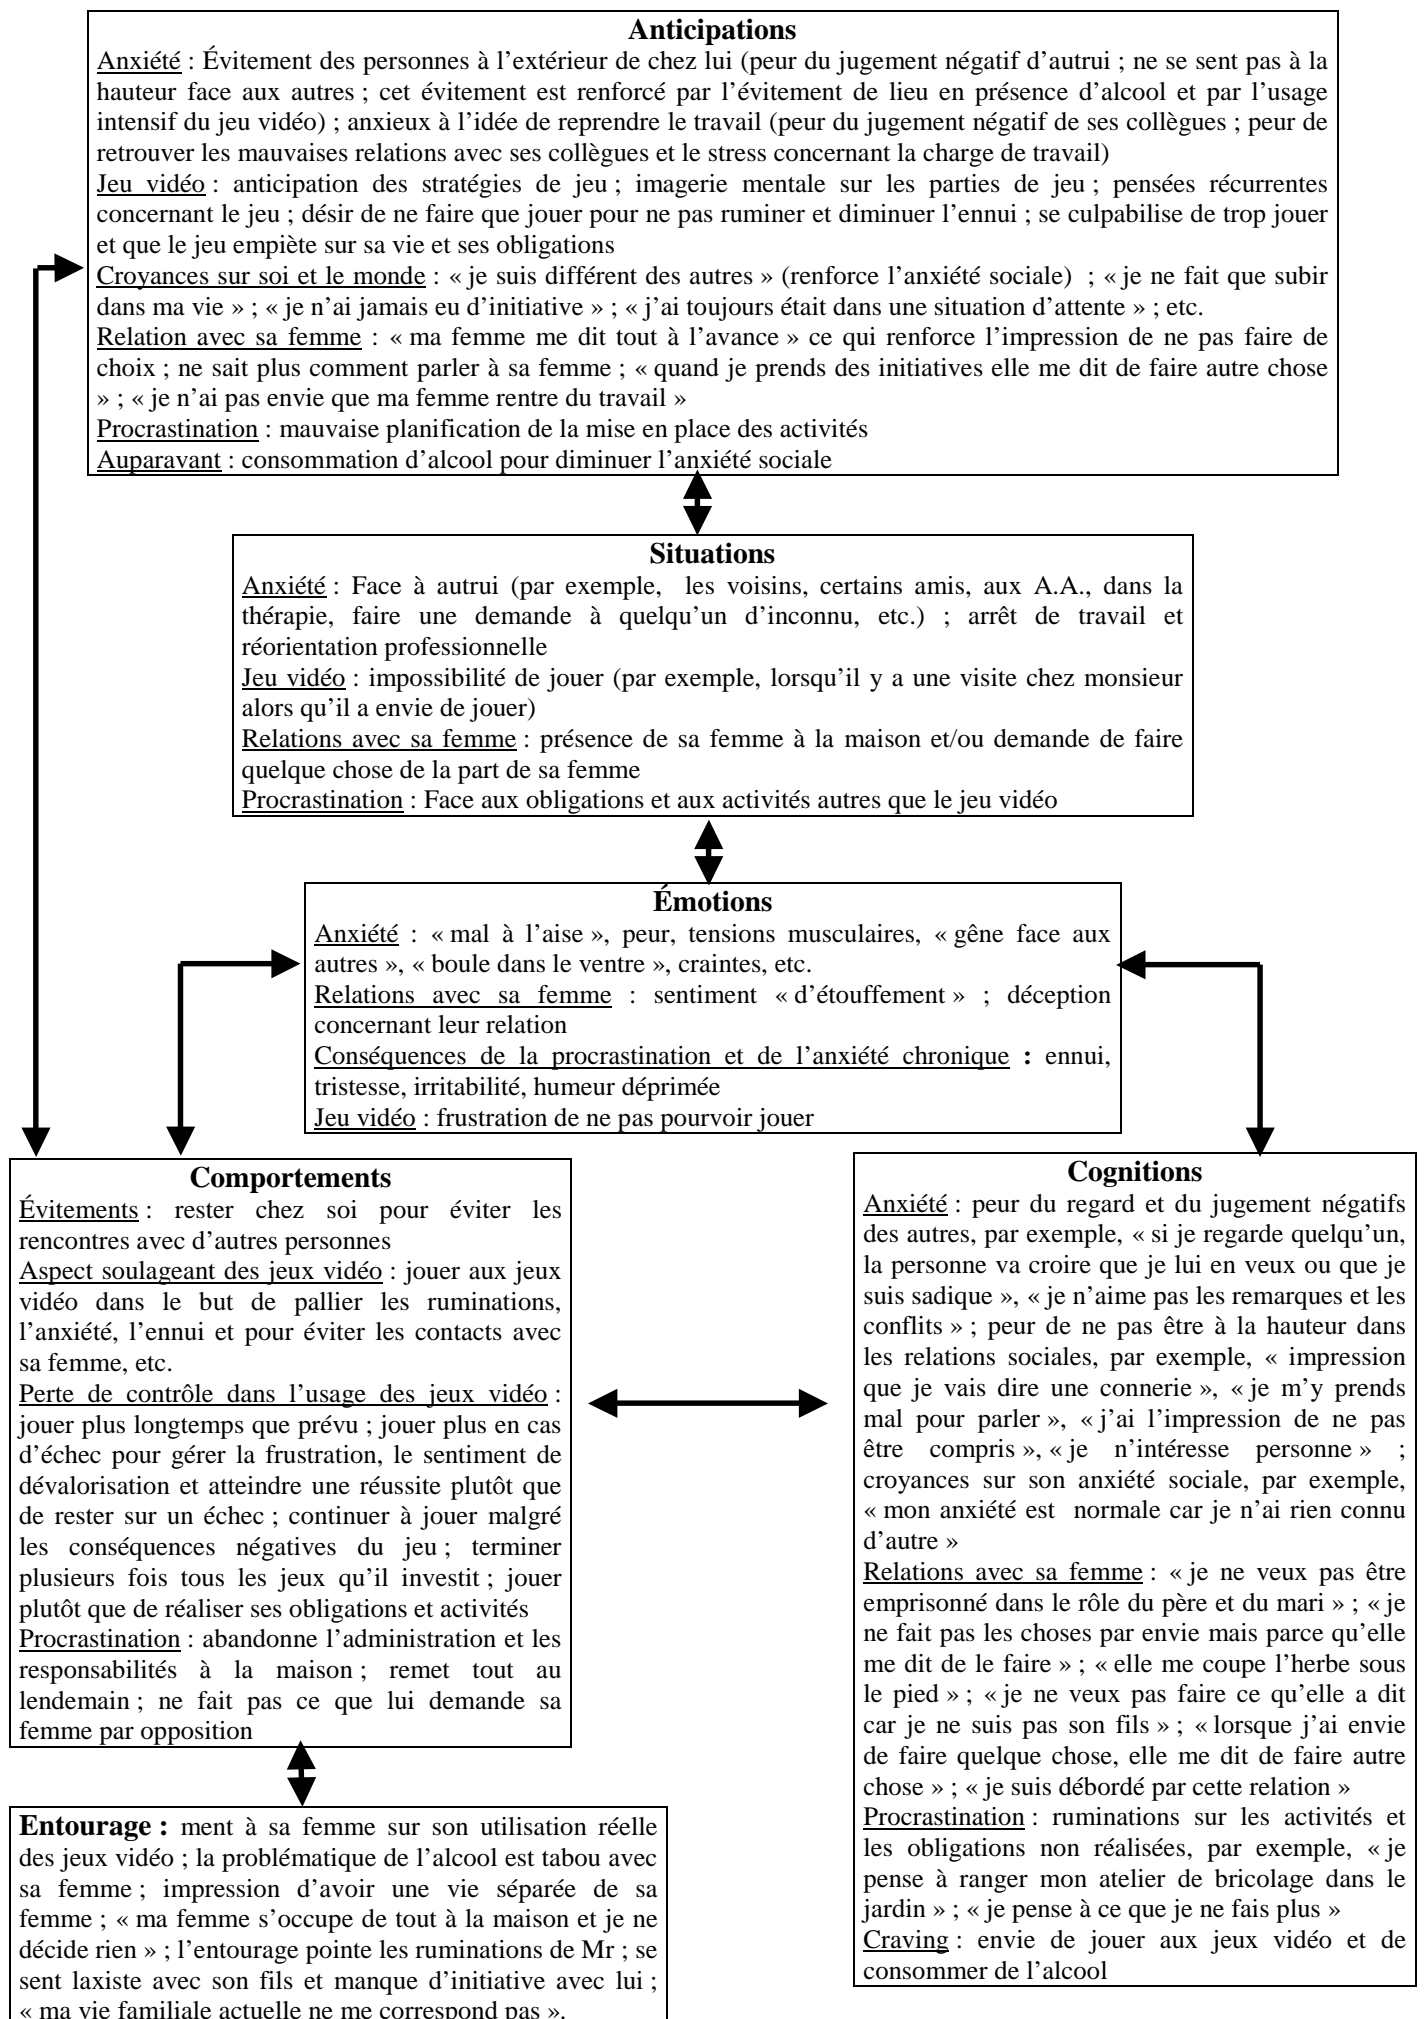 Anticipations
Anxiété : Évitement des personnes à l’extérieur de chez lui (peur du jugement négatif d’autrui ; ne se sent pas à la
hauteur face aux autres ; cet évitement est renforcé par l’évitement de lieu en présence d’alcool et par l’usage
intensif du jeu vidéo) ; anxieux à l’idée de reprendre le travail (peur du jugement négatif de ses collègues ; peur de
retrouver les mauvaises relations avec ses collègues et le stress concernant la charge de travail)
Jeu vidéo : anticipation des stratégies de jeu ; imagerie mentale sur les parties de jeu ; pensées récurrentes
concernant le jeu ; désir de ne faire que jouer pour ne pas ruminer et diminuer l’ennui ; se culpabilise de trop jouer
et que le jeu empiète sur sa vie et ses obligations
Croyances sur soi et le monde : « je suis différent des autres » (renforce l’anxiété sociale) ; « je ne fait que subir
dans ma vie » ; « je n’ai jamais eu d’initiative » ; « j’ai toujours était dans une situation d’attente » ; etc.
Relation avec sa femme : « ma femme me dit tout à l’avance » ce qui renforce l’impression de ne pas faire de
choix ; ne sait plus comment parler à sa femme ; « quand je prends des initiatives elle me dit de faire autre chose
» ; « je n’ai pas envie que ma femme rentre du travail »
Procrastination : mauvaise planification de la mise en place des activités
Auparavant : consommation d’alcool pour diminuer l’anxiété sociale
Situations
Anxiété : Face à autrui (par exemple, les voisins, certains amis, aux A.A., dans la
thérapie, faire une demande à quelqu’un d’inconnu, etc.) ; arrêt de travail et
réorientation professionnelle
Jeu vidéo : impossibilité de jouer (par exemple, lorsqu’il y a une visite chez monsieur
alors qu’il a envie de jouer)
Relations avec sa femme : présence de sa femme à la maison et/ou demande de faire
quelque chose de la part de sa femme
Procrastination : Face aux obligations et aux activités autres que le jeu vidéo
Émotions
Anxiété : « mal à l’aise », peur, tensions musculaires, « gêne face aux
autres », « boule dans le ventre », craintes, etc.
Relations avec sa femme : sentiment « d’étouffement » ; déception
concernant leur relation
Conséquences de la procrastination et de l’anxiété chronique : ennui,
tristesse, irritabilité, humeur déprimée
Jeu vidéo : frustration de ne pas pourvoir jouer
Comportements
Évitements : rester chez soi pour éviter les
rencontres avec d’autres personnes
Aspect soulageant des jeux vidéo : jouer aux jeux
vidéo dans le but de pallier les ruminations,
l’anxiété, l’ennui et pour éviter les contacts avec
sa femme, etc.
Perte de contrôle dans l’usage des jeux vidéo :
jouer plus longtemps que prévu ; jouer plus en cas
d’échec pour gérer la frustration, le sentiment de
dévalorisation et atteindre une réussite plutôt que
de rester sur un échec ; continuer à jouer malgré
les conséquences négatives du jeu ; terminer
plusieurs fois tous les jeux qu’il investit ; jouer
plutôt que de réaliser ses obligations et activités
Procrastination : abandonne l’administration et les
responsabilités à la maison ; remet tout au
lendemain ; ne fait pas ce que lui demande sa
femme par opposition
Cognitions
Anxiété : peur du regard et du jugement négatifs
des autres, par exemple, « si je regarde quelqu’un,
la personne va croire que je lui en veux ou que je
suis sadique », « je n’aime pas les remarques et les
conflits » ; peur de ne pas être à la hauteur dans
les relations sociales, par exemple, « impression
que je vais dire une connerie », « je m’y prends
mal pour parler », « j’ai l’impression de ne pas
être compris », « je n’intéresse personne » ;
croyances sur son anxiété sociale, par exemple,
« mon anxiété est normale car je n’ai rien connu
d’autre »
Relations avec sa femme : « je ne veux pas être
emprisonné dans le rôle du père et du mari » ; « je
ne fait pas les choses par envie mais parce qu’elle
me dit de le faire » ; « elle me coupe l’herbe sous
le pied » ; « je ne veux pas faire ce qu’elle a dit
car je ne suis pas son fils » ; « lorsque j’ai envie
de faire quelque chose, elle me dit de faire autre
chose » ; « je suis débordé par cette relation »
Procrastination : ruminations sur les activités et
les obligations non réalisées, par exemple, « je
pense à ranger mon atelier de bricolage dans le
jardin » ; « je pense à ce que je ne fais plus »
Craving : envie de jouer aux jeux vidéo et de
consommer de l’alcool
Entourage : ment à sa femme sur son utilisation réelle
des jeux vidéo ; la problématique de l’alcool est tabou avec
sa femme ; impression d’avoir une vie séparée de sa
femme ; « ma femme s’occupe de tout à la maison et je ne
décide rien » ; l’entourage pointe les ruminations de Mr ; se
sent laxiste avec son fils et manque d’initiative avec lui ;
« ma vie familiale actuelle ne me correspond pas ».